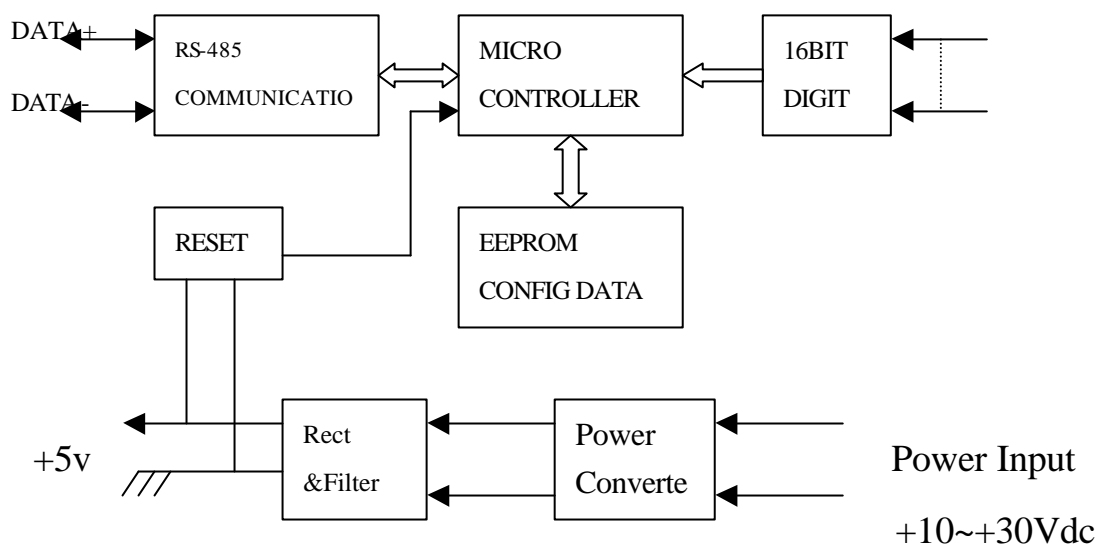 DATA+
RS-485
COMMUNICATIO
DATA-
MICRO
CONTROLLER
16BIT
DIGIT
RESET
EEPROM
CONFIG DATA
+5v
Rect
&Filter
Power
Converte
Power Input
+10~+30Vdc